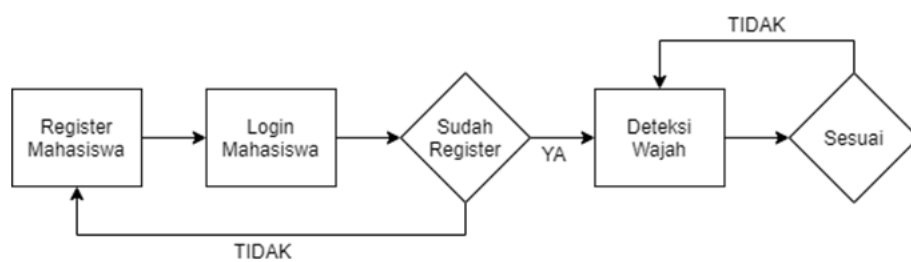 TIDAK
Register
Mahasiswa
Login
Mahasiswa
Sudah
Register
YA
Deteksi
Wajah
Sesuai
TIDAK